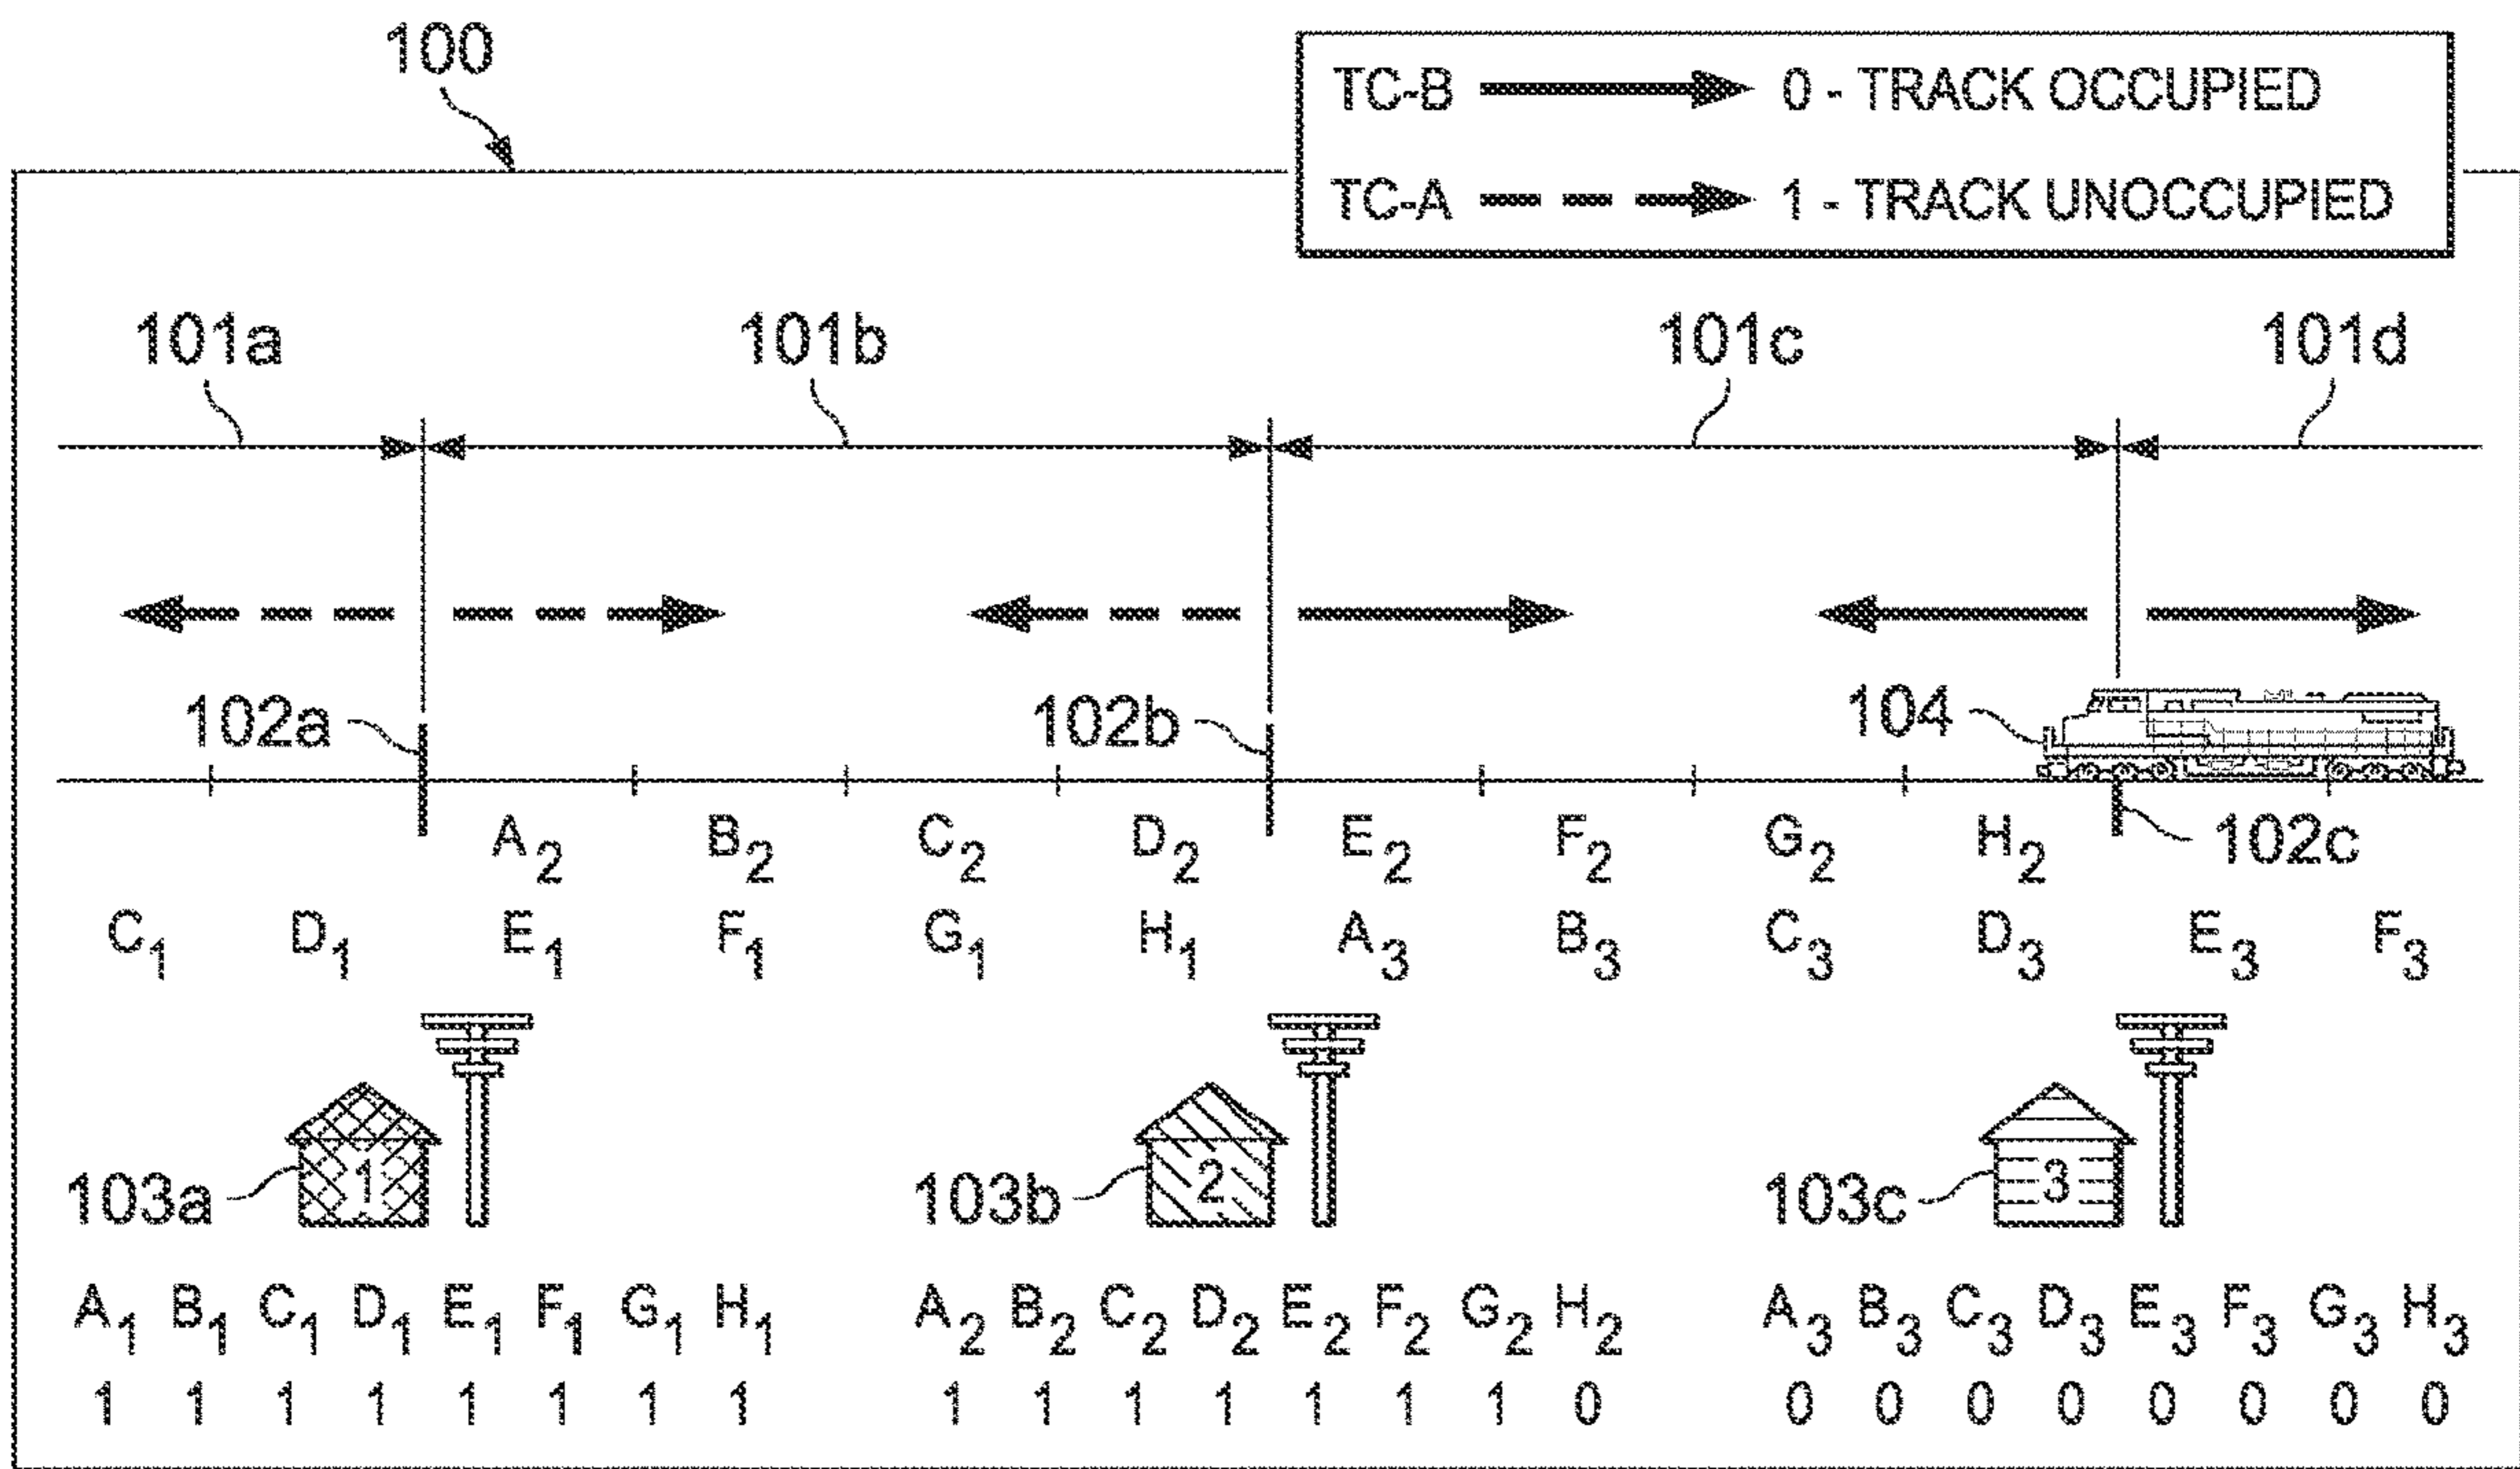 100
TC-B 0 - TRACK OCCUPIED
TC-A 1 - TRACK UNOCCUPIED
101a 101b 101c 101d
102a 102b 104
A2 B2 C2 D2 E2 F2 G2 H2 102c
C1 D1 E1 F1 G1 H1 A3 B3 C3 D3 E3 F3
103a 1 103b 2 103c 3
A1 B1 C1 D1 E1 F1 G1 H1 A2 B2 C2 D2 E2 F2 G2 H2 A3 B3 C3 D3 E3 F3 G3 H3
1 1 1 1 1 1 1 1 1 1 1 1 1 1 1 0 0 0 0 0 0 0 0 0